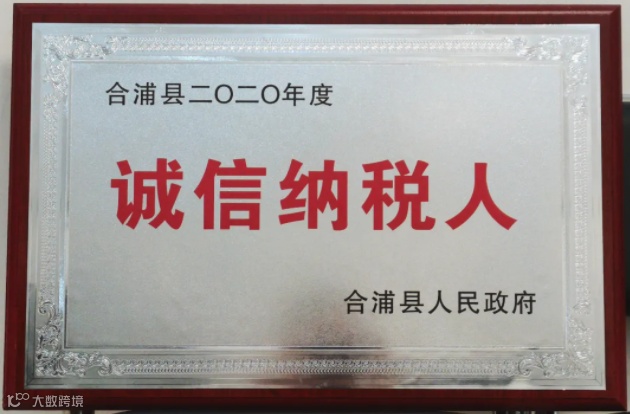 合浦县二〇二〇年度
诚信纳税人
合浦县人民政府
大数跨境